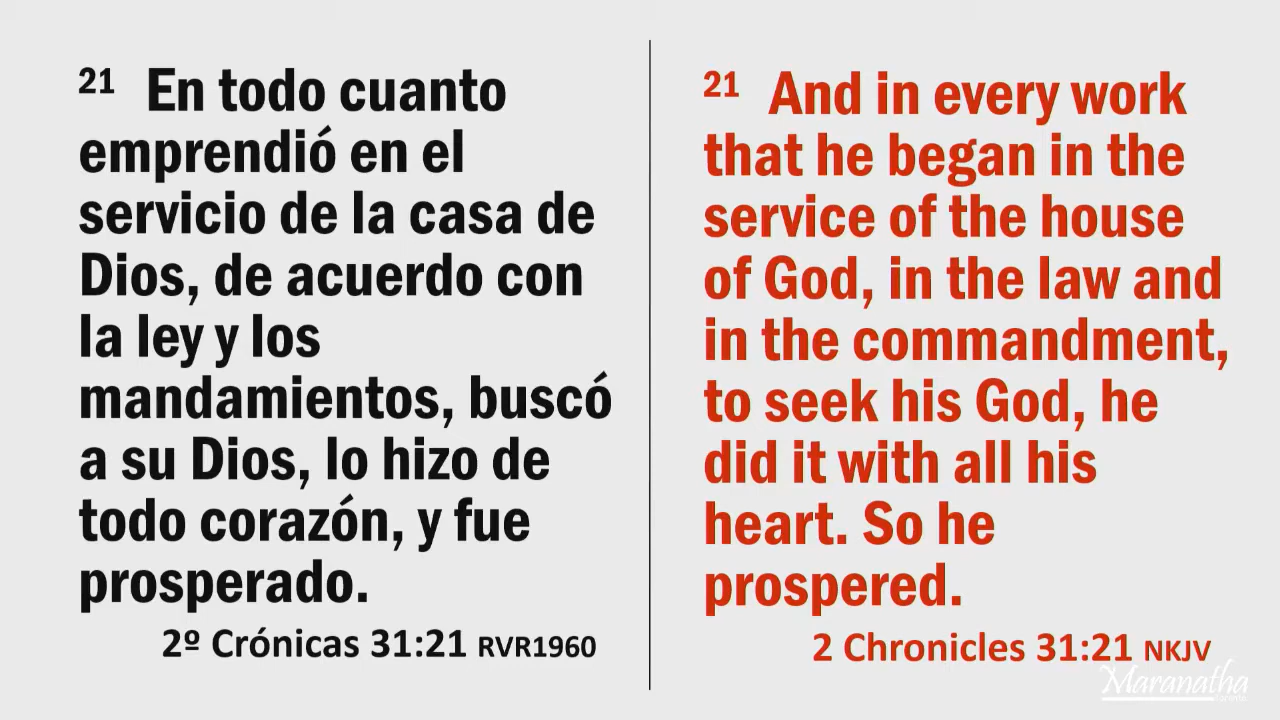 21 En todo cuanto
emprendió en el
servicio de la casa de
Dios, de acuerdo con
la ley y los
mandamientos, buscó
a su Dios, lo hizo de
todo corazón, y fue
prosperado.
2º Crónicas 31:21 RVR1960
21 And in every work
that he began in the
service of the house
of God, in the law and
in the commandment,
to seek his God, he
did it with all his
heart. So he
prospered.
2 Chronicles 31:21 NKJV
Maranatha